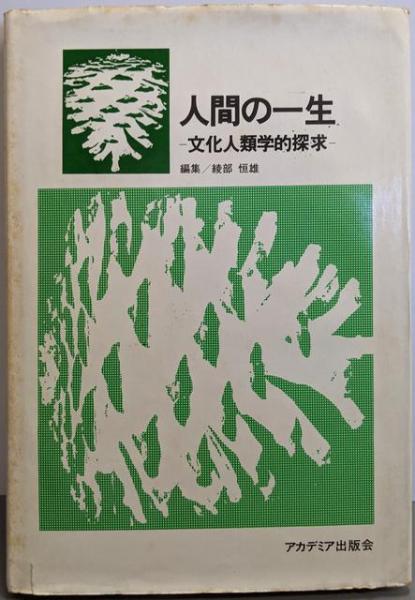 人間の一生
-文化人類学的探求-
編集/綾部 恒雄
アカデミア出版会